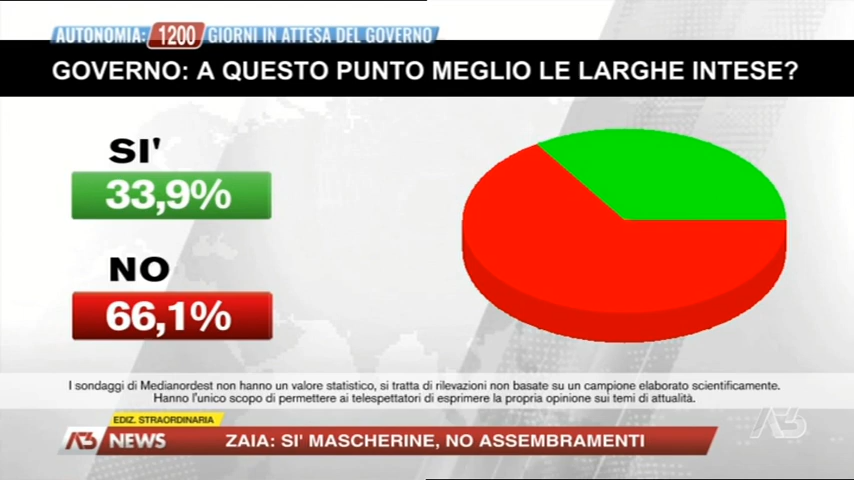 AUTONOMIA: 1200 GIORNI IN ATTESA DEL GOVERNO
GOVERNO: A QUESTO PUNTO MEGLIO LE LARGHE INTESE?
SI'
33,9%
NO
66,1%
I sondaggi di Medianordest non hanno un valore statistico, si tratta di rilevazioni non basate su un campione elaborato scientificamente.
Hanno l'unico scopo di permettere ai telespettatori di esprimere la propria opinione sui temi di attualità.
A3
EDIZ. STRAORDINARIA
A3 NEWS
ZAIA: SI' MASCHERINE, NO ASSEMBRAMENTI